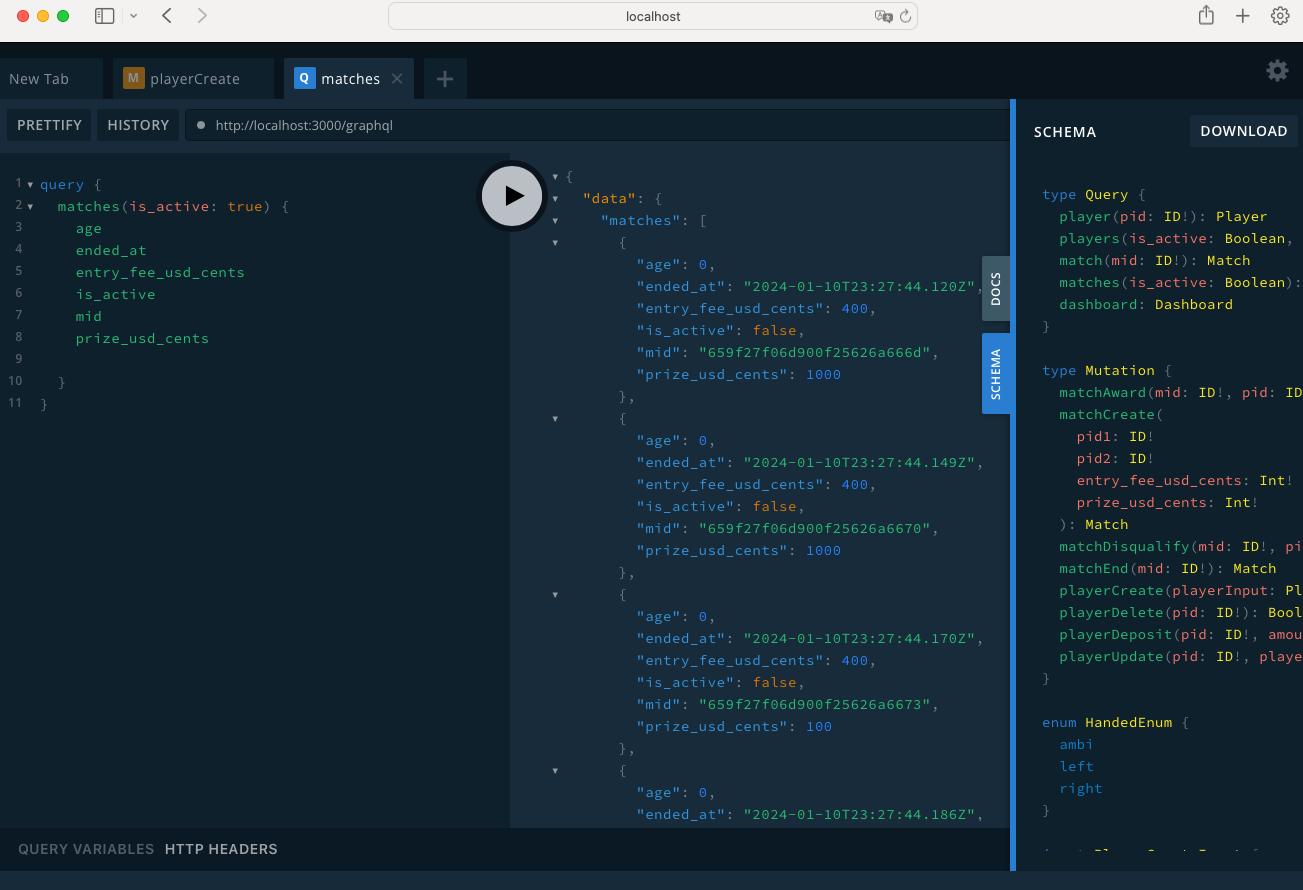 localhost
New Tab
M playerCreate
Q matches
PRETTIFY
HISTORY
http://localhost:3000/graphql
1 query {
2 matches(is_active: true) {
3 age
4 ended_at
5 entry_fee_usd_cents
6 is_active
7 mid
8 prize_usd_cents
9
10 }
11 }
QUERY VARIABLES
HTTP HEADERS
{
"data": {
"matches": [
{
"age": 0,
"ended_at": "2024-01-10T23:27:44.120Z",
"entry_fee_usd_cents": 400,
"is_active": false,
"mid": "659f27f06d900f25626a666d",
"prize_usd_cents": 1000
},
{
"age": 0,
"ended_at": "2024-01-10T23:27:44.149Z",
"entry_fee_usd_cents": 400,
"is_active": false,
"mid": "659f27f06d900f25626a6670",
"prize_usd_cents": 1000
},
{
"age": 0,
"ended_at": "2024-01-10T23:27:44.170Z",
"entry_fee_usd_cents": 400,
"is_active": false,
"mid": "659f27f06d900f25626a6673",
"prize_usd_cents": 100
},
{
"age": 0,
"ended_at": "2024-01-10T23:27:44.186Z",
DOCS
SCHEMA
SCHEMA
DOWNLOAD
type Query {
player(pid: ID!): Player
players(is_active: Boolean,
match(mid: ID!): Match
matches(is_active: Boolean):
dashboard: Dashboard
}
type Mutation {
matchAward(mid: ID!, pid: ID
matchCreate(
pid1: ID!
pid2: ID!
entry_fee_usd_cents: Int!
prize_usd_cents: Int!
): Match
matchDisqualify(mid: ID!, pi
matchEnd(mid: ID!): Match
playerCreate(playerInput: Pl
playerDelete(pid: ID!): Bool
playerDeposit(pid: ID!, amou
playerUpdate(pid: ID!, playe
}
enum HandedEnum {
ambi
left
right
}